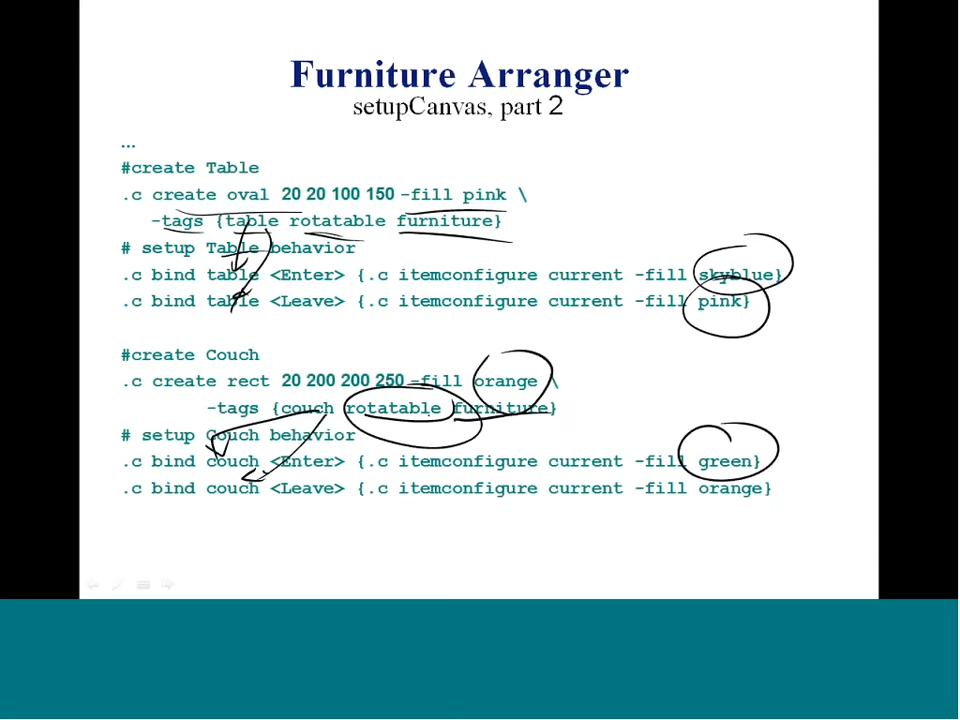 Furniture Arranger
setupCanvas, part 2
...
#create Table
.c create oval 20 20 100 150 -fill pink \
-tags {table rotatable furniture}
# setup Table behavior
.c bind table <Enter> {.c itemconfigure current -fill skyblue}
.c bind table <Leave> {.c itemconfigure current -fill pink}
#create Couch
.c create rect 20 200 200 250 -fill orange \
-tags {couch rotatable furniture}
# setup Couch behavior
.c bind couch <Enter> {.c itemconfigure current -fill green}
.c bind couch <Leave> {.c itemconfigure current -fill orange}